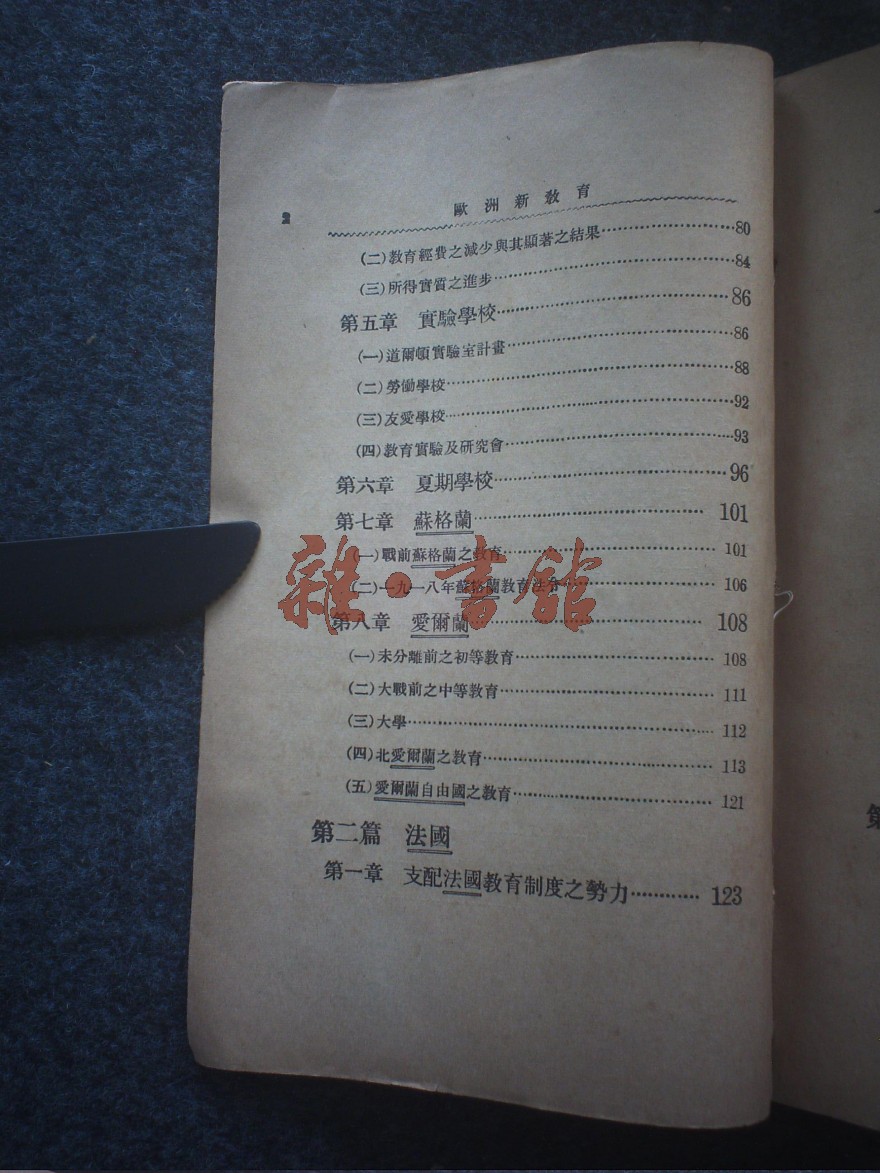 2
歐洲新教育
(二)教育經費之減少與其顯著之結果……80
(三)所得實質之進步……84
第五章 實驗學校……86
(一)道爾頓實驗室計畫……86
(二)勞働學校……88
(三)友愛學校……92
(四)教育實驗及研究會……93
第六章 夏期學校……96
第七章 蘇格蘭……101
(一)戰前蘇格蘭之教育……101
(二)一九一八年蘇格蘭教育法令……106
第八章 愛爾蘭……108
(一)未分離前之初等教育……108
(二)大戰前之中等教育……111
(三)大學……112
(四)北愛爾蘭之教育……113
(五)愛爾蘭自由國之教育……121
第二篇 法國
第一章 支配法國教育制度之勢力……123
雜·書館
第